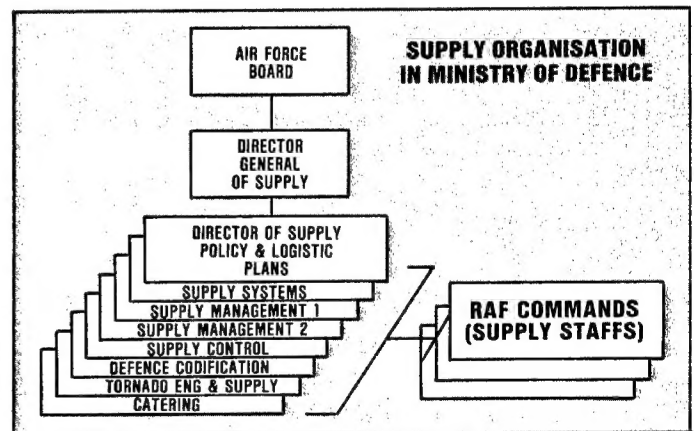 SUPPLY ORGANISATION
IN MINISTRY OF DEFENCE
AIR FORCE
BOARD
DIRECTOR
GENERAL
OF SUPPLY
DIRECTOR OF SUPPLY
POLICY & LOGISTIC
PLANS
SUPPLY SYSTEMS
SUPPLY MANAGEMENT 1
SUPPLY MANAGEMENT 2
SUPPLY CONTROL
DEFENCE CODIFICATION
TORNADO ENG & SUPPLY
CATERING
RAF COMMANDS
(SUPPLY STAFFS)